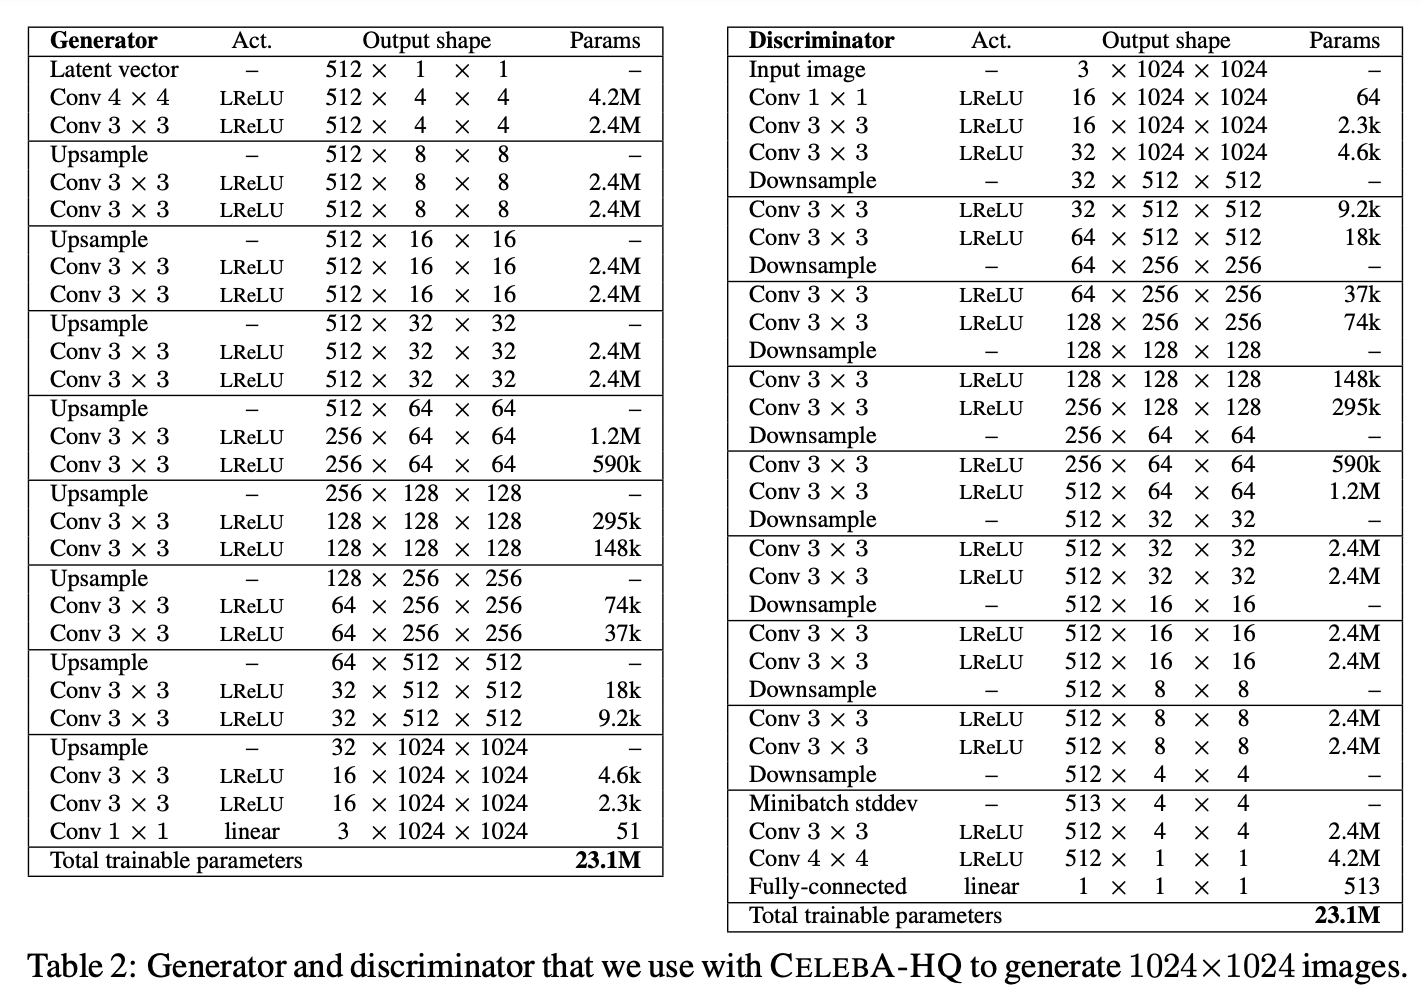 Generator Act. Output shape Params
Latent vector – 512 × 1 × 1 –
Conv 4 × 4 LReLU 512 × 4 × 4 4.2M
Conv 3 × 3 LReLU 512 × 4 × 4 2.4M
Upsample – 512 × 8 × 8 –
Conv 3 × 3 LReLU 512 × 8 × 8 2.4M
Conv 3 × 3 LReLU 512 × 8 × 8 2.4M
Upsample – 512 × 16 × 16 –
Conv 3 × 3 LReLU 512 × 16 × 16 2.4M
Conv 3 × 3 LReLU 512 × 16 × 16 2.4M
Upsample – 512 × 32 × 32 –
Conv 3 × 3 LReLU 512 × 32 × 32 2.4M
Conv 3 × 3 LReLU 512 × 32 × 32 2.4M
Upsample – 512 × 64 × 64 –
Conv 3 × 3 LReLU 256 × 64 × 64 1.2M
Conv 3 × 3 LReLU 256 × 64 × 64 590k
Upsample – 256 × 128 × 128 –
Conv 3 × 3 LReLU 128 × 128 × 128 295k
Conv 3 × 3 LReLU 128 × 128 × 128 148k
Upsample – 128 × 256 × 256 –
Conv 3 × 3 LReLU 64 × 256 × 256 74k
Conv 3 × 3 LReLU 64 × 256 × 256 37k
Upsample – 64 × 512 × 512 –
Conv 3 × 3 LReLU 32 × 512 × 512 18k
Conv 3 × 3 LReLU 32 × 512 × 512 9.2k
Upsample – 32 × 1024 × 1024 –
Conv 3 × 3 LReLU 16 × 1024 × 1024 4.6k
Conv 3 × 3 LReLU 16 × 1024 × 1024 2.3k
Conv 1 × 1 linear 3 × 1024 × 1024 51
Total trainable parameters 23.1M
Discriminator Act. Output shape Params
Input image – 3 × 1024 × 1024 –
Conv 1 × 1 LReLU 16 × 1024 × 1024 64
Conv 3 × 3 LReLU 16 × 1024 × 1024 2.3k
Conv 3 × 3 LReLU 32 × 1024 × 1024 4.6k
Downsample – 32 × 512 × 512 –
Conv 3 × 3 LReLU 32 × 512 × 512 9.2k
Conv 3 × 3 LReLU 64 × 512 × 512 18k
Downsample – 64 × 256 × 256 –
Conv 3 × 3 LReLU 64 × 256 × 256 37k
Conv 3 × 3 LReLU 128 × 256 × 256 74k
Downsample – 128 × 128 × 128 –
Conv 3 × 3 LReLU 128 × 128 × 128 148k
Conv 3 × 3 LReLU 256 × 128 × 128 295k
Downsample – 256 × 64 × 64 –
Conv 3 × 3 LReLU 256 × 64 × 64 590k
Conv 3 × 3 LReLU 512 × 64 × 64 1.2M
Downsample – 512 × 32 × 32 –
Conv 3 × 3 LReLU 512 × 32 × 32 2.4M
Conv 3 × 3 LReLU 512 × 32 × 32 2.4M
Downsample – 512 × 16 × 16 –
Conv 3 × 3 LReLU 512 × 16 × 16 2.4M
Conv 3 × 3 LReLU 512 × 16 × 16 2.4M
Downsample – 512 × 8 × 8 –
Conv 3 × 3 LReLU 512 × 8 × 8 2.4M
Conv 3 × 3 LReLU 512 × 8 × 8 2.4M
Downsample – 512 × 4 × 4 –
Minibatch stddev – 513 × 4 × 4 –
Conv 3 × 3 LReLU 512 × 4 × 4 2.4M
Conv 4 × 4 LReLU 512 × 1 × 1 4.2M
Fully-connected linear 1 × 1 × 1 513
Total trainable parameters 23.1M
Table 2: Generator and discriminator that we use with CELEBA-HQ to generate 1024×1024 images.